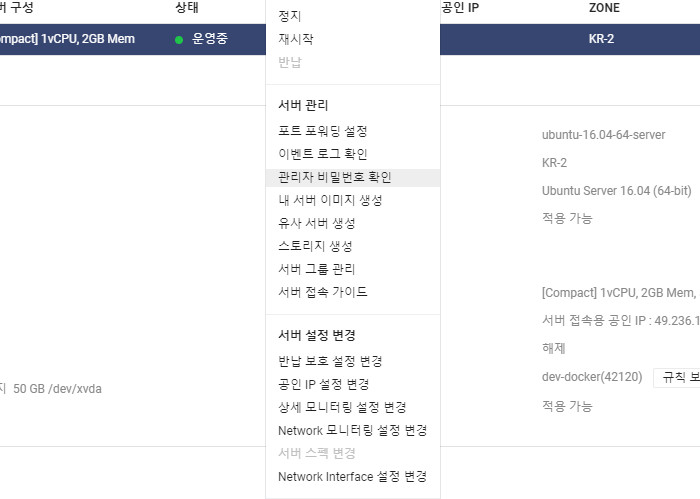 버 구성 상태 공인 IP ZONE
ompact] 1vCPU, 2GB Mem 운영중 KR-2
정지
재시작
반납
서버 관리
포트 포워딩 설정
이벤트 로그 확인
관리자 비밀번호 확인
내 서버 이미지 생성
유사 서버 생성
스토리지 생성
서버 그룹 관리
서버 접속 가이드
서버 설정 변경
반납 보호 설정 변경
공인 IP 설정 변경
상세 모니터링 설정 변경
Network 모니터링 설정 변경
서버 스펙 변경
Network Interface 설정 변경
지 50 GB /dev/xvda
ubuntu-16.04-64-server
KR-2
Ubuntu Server 16.04 (64-bit)
적용 가능
[Compact] 1vCPU, 2GB Mem,
서버 접속용 공인 IP : 49.236.1
해제
dev-docker(42120) 규칙 보
적용 가능